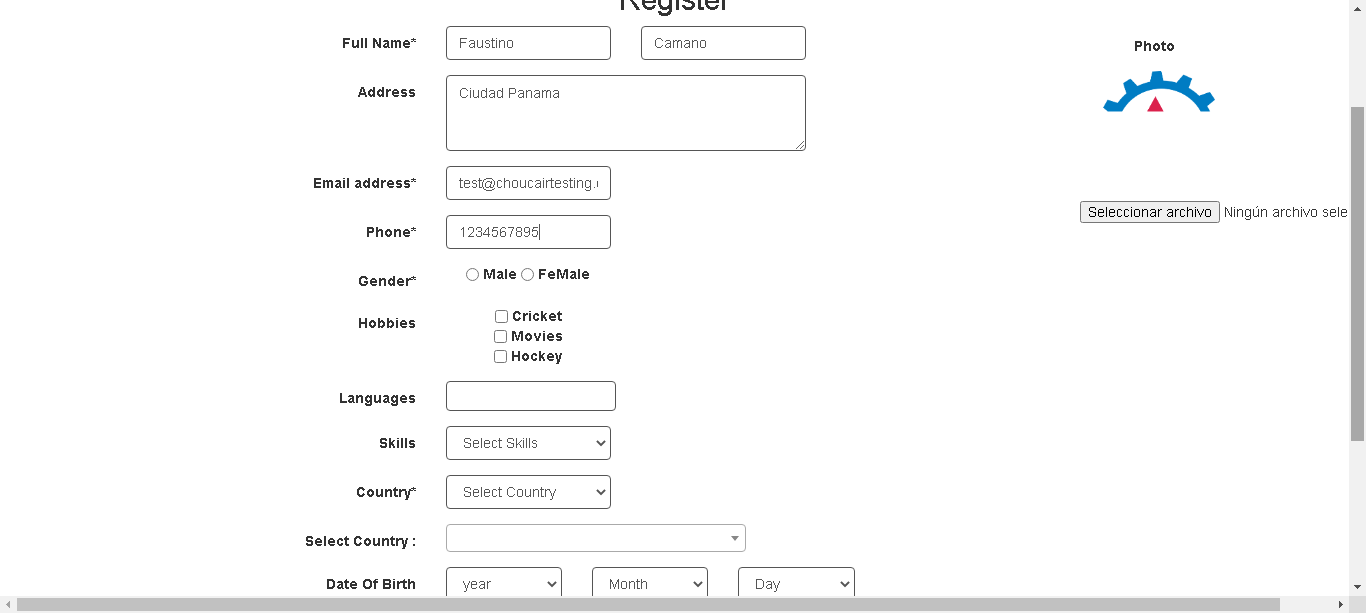 Register
Full Name* Faustino Camano
Photo
Address Ciudad Panama
Email address* test@choucairtesting.
Seleccionar archivo Ningún archivo sele
Phone* 1234567895
Gender* Male FeMale
Hobbies Cricket
Movies
Hockey
Languages
Skills Select Skills
Country* Select Country
Select Country :
Date Of Birth year Month Day